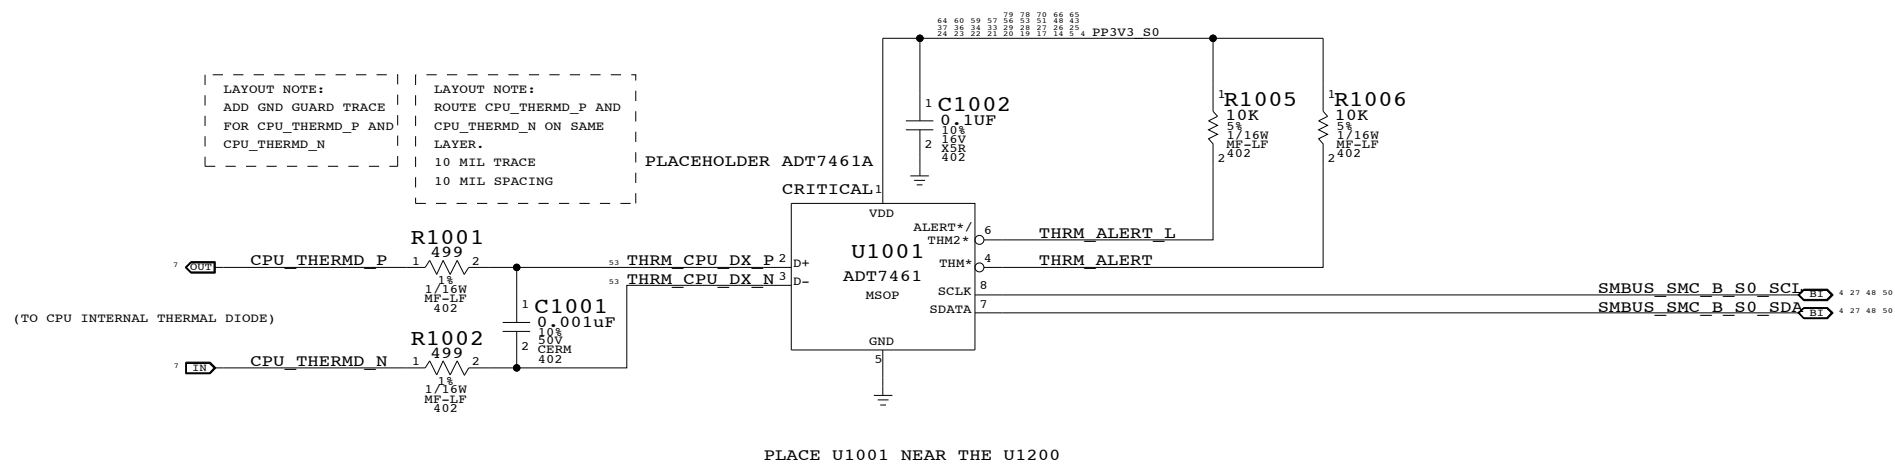 79 78 70 66 65
64 60 59 57 56 53 51 48 43
37 36 34 33 29 28 27 26 25
24 23 22 21 20 19 17 14 5 4 PP3V3_S0
LAYOUT NOTE:
ADD GND GUARD TRACE
FOR CPU_THERMD_P AND
CPU_THERMD_N
LAYOUT NOTE:
ROUTE CPU_THERMD_P AND
CPU_THERMD_N ON SAME
LAYER.
10 MIL TRACE
10 MIL SPACING
1 C1002
0.1UF
10%
16V
2 X5R
402
1 R1005
10K
5%
1/16W
MF-LF
2 402
1 R1006
10K
5%
1/16W
MF-LF
2 402
PLACEHOLDER ADT7461A
CRITICAL 1
VDD
ALERT*/
THM2* 6 THRM_ALERT_L
U1001
ADT7461
MSOP
THM* 4 THRM_ALERT
SCLK 8 SMBUS_SMC_B_S0_SCL BI 4 27 48 50
SDATA 7 SMBUS_SMC_B_S0_SDA BI 4 27 48 50
GND
5
R1001
499
7 OUT CPU_THERMD_P 1 2
1%
1/16W
MF-LF
402
53 THRM_CPU_DX_P 2 D+
53 THRM_CPU_DX_N 3 D-
1 C1001
0.001uF
10%
50V
2 CERM
402
(TO CPU INTERNAL THERMAL DIODE)
R1002
499
7 IN CPU_THERMD_N 1 2
1%
1/16W
MF-LF
402
PLACE U1001 NEAR THE U1200